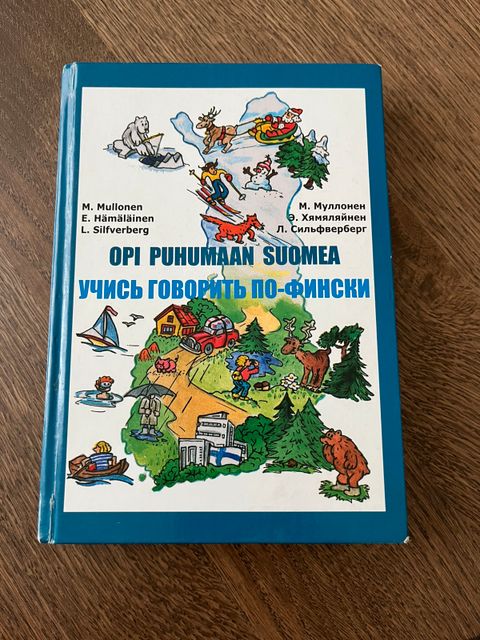 M. Mullonen
E. Hämäläinen
L. Silfverberg
М. Муллонен
Э. Хямяляйнен
Л. Сильфверберг
OPI PUHUMAAN SUOMEA
УЧИСЬ ГОВОРИТЬ ПО-ФИНСКИ